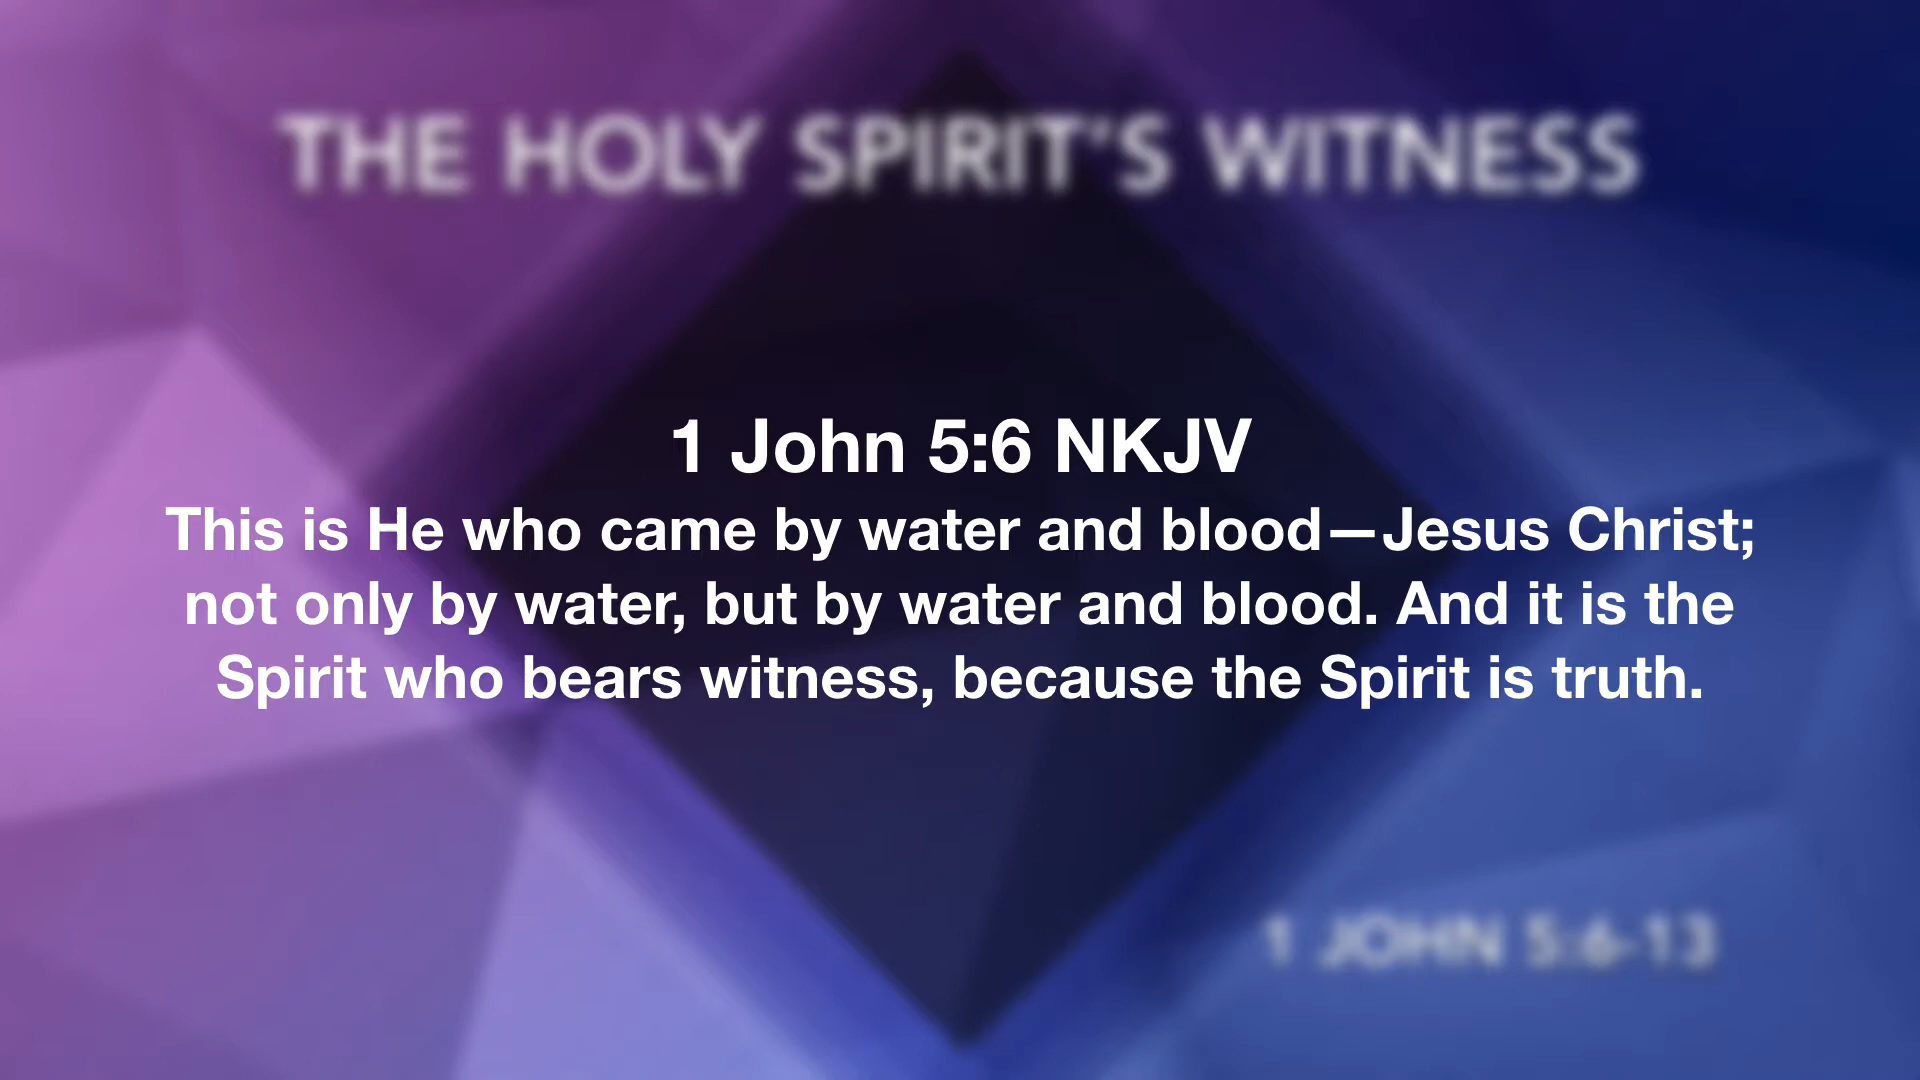 THE HOLY SPIRIT'S WITNESS
1 John 5:6 NKJV
This is He who came by water and blood—Jesus Christ;
not only by water, but by water and blood. And it is the
Spirit who bears witness, because the Spirit is truth.
1 JOHN 5:6-13